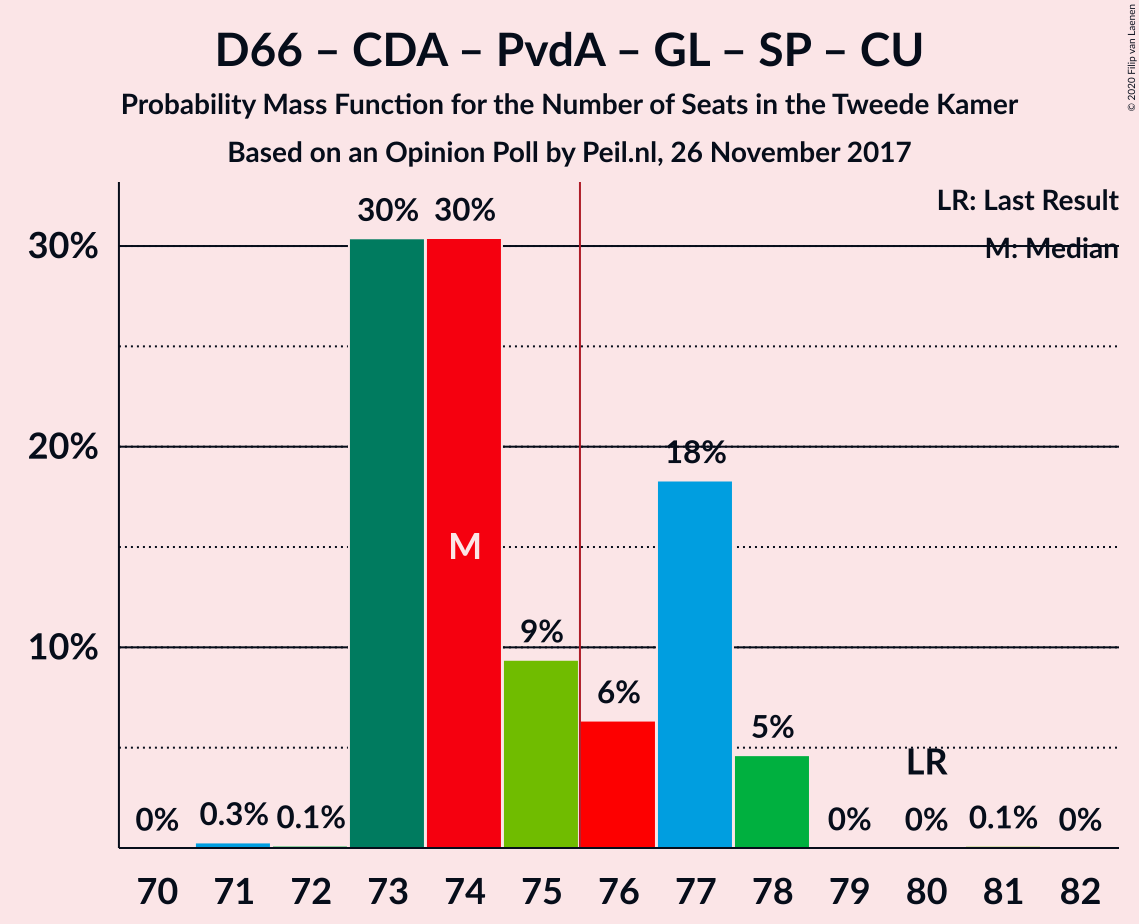 D66 – CDA – PvdA – GL – SP – CU
Probability Mass Function for the Number of Seats in the Tweede Kamer
Based on an Opinion Poll by Peil.nl, 26 November 2017
© 2020 Filip van Laenen
LR: Last Result
M: Median
30%
20%
10%
30% 30%
18%
M
9%
6%
5%
LR
0% 0.3% 0.1% 0% 0% 0.1% 0%
70 71 72 73 74 75 76 77 78 79 80 81 82